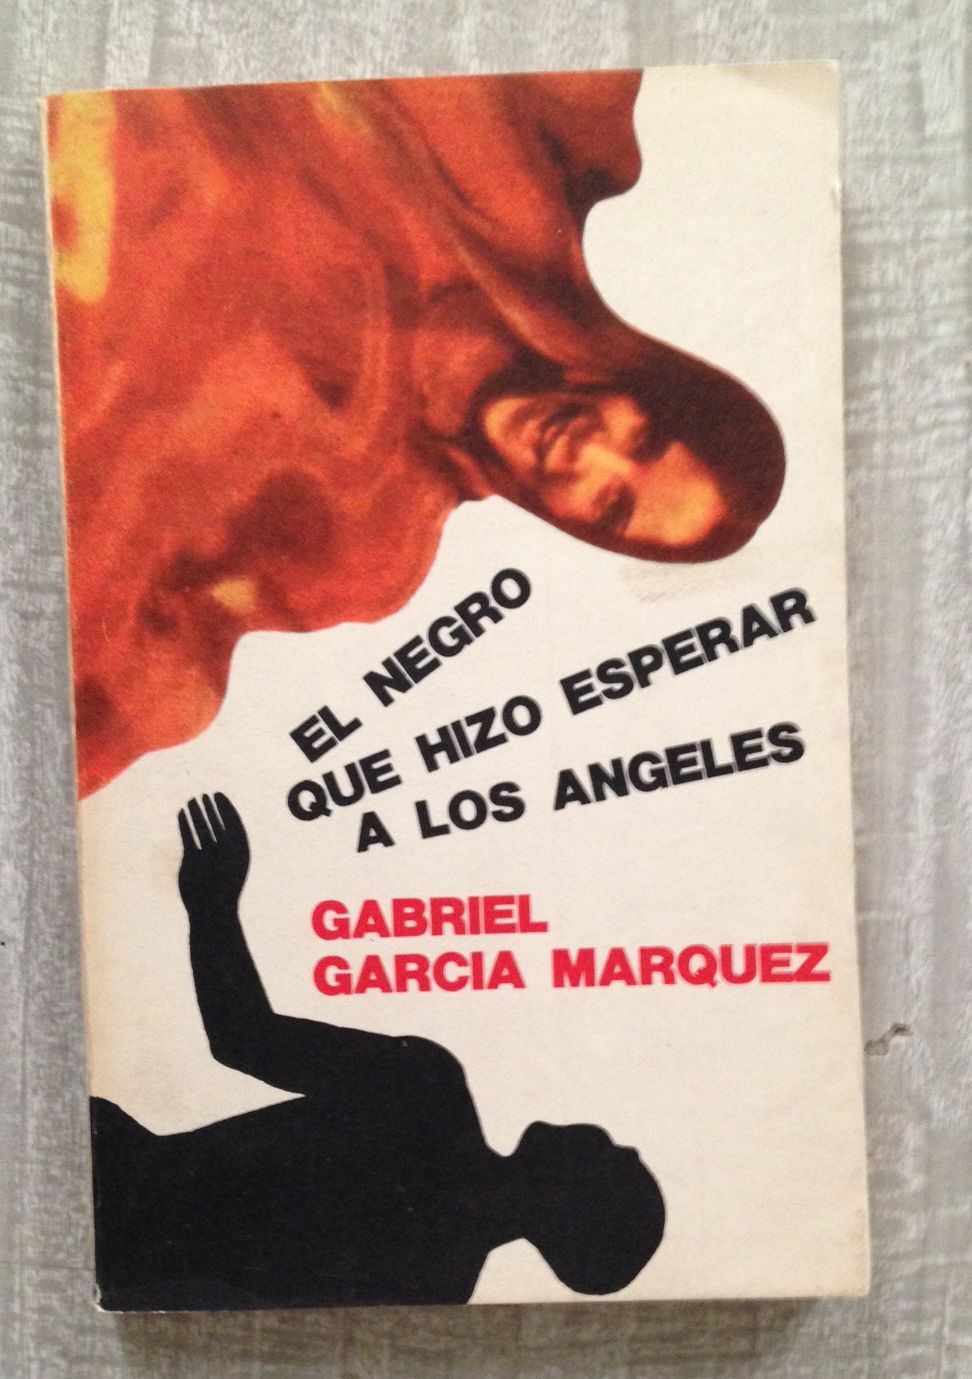 EL NEGRO
QUE HIZO ESPERAR
A LOS ANGELES
GABRIEL
GARCIA MARQUEZ